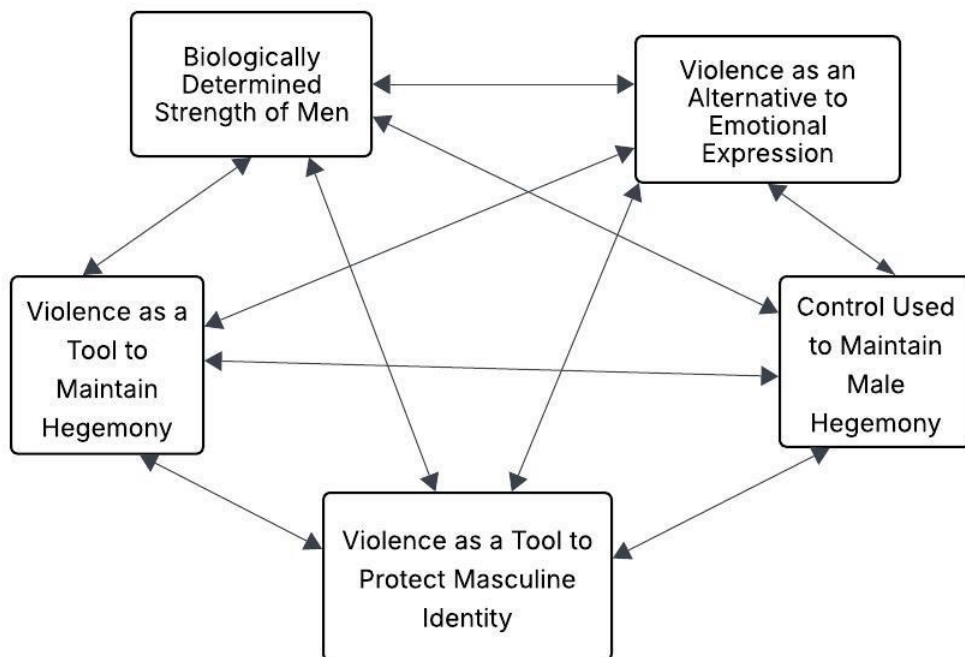 Biologically
Determined
Strength of Men
Violence as an
Alternative to
Emotional
Expression
Violence as a
Tool to
Maintain
Hegemony
Control Used
to Maintain
Male
Hegemony
Violence as a Tool to
Protect Masculine
Identity